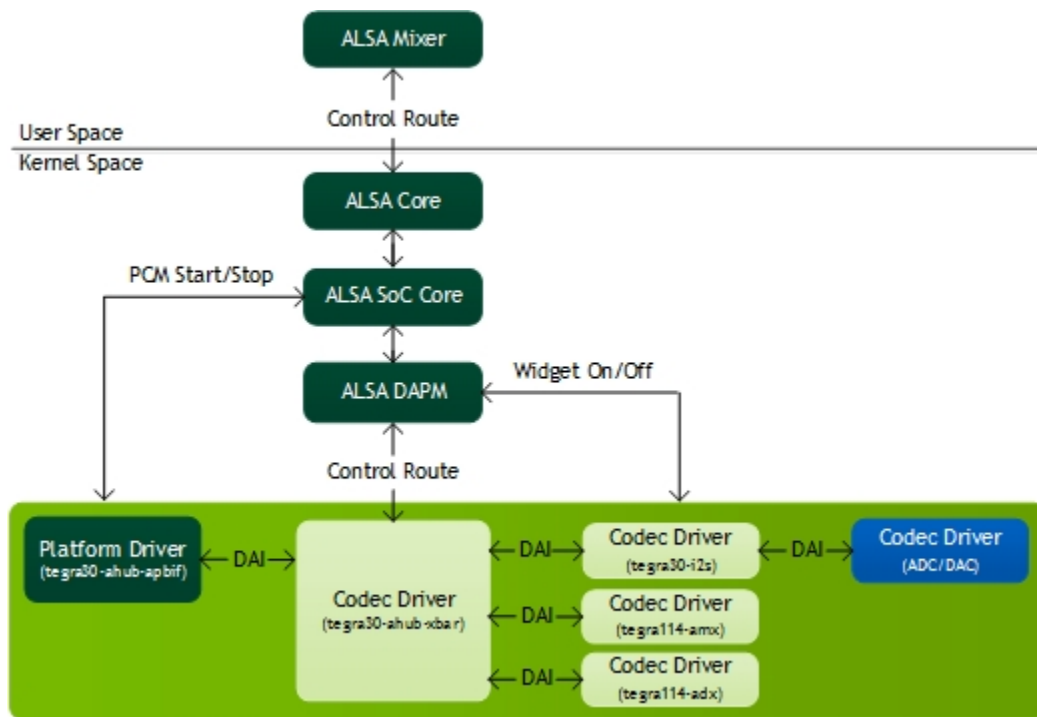 ALSA Mixer
Control Route
User Space
Kernel Space
ALSA Core
PCM Start/Stop
ALSA SoC Core
Widget On/Off
ALSA DAPM
Control Route
Platform Driver
(tegra30-ahub-apbif)
DAI
Codec Driver
(tegra30-ahub-xbar)
DAI
Codec Driver
(tegra30-i2s)
DAI
Codec Driver
(ADC/DAC)
DAI
Codec Driver
(tegra114-amx)
DAI
Codec Driver
(tegra114-adx)